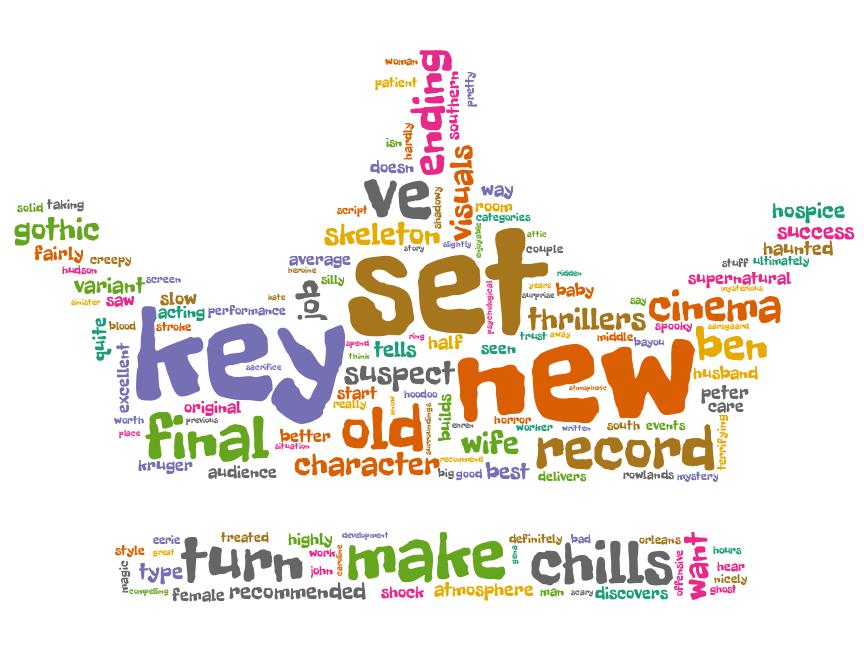 woman
patient
ending
southern
pretty
isn
hardly
doesn
visuals
ve
shadowy
way
room
categories
script
skeleton
story
slightly
enjoyable
attic
couple
solid taking
gothic
fairly
creepy
hudson
variant
screen
sinister saw
slow
acting performance
stroke
quite
blood
average
heroine
silly
job
hate
set
psychological
years
surprise
ridden
baby
thrillers
hospice
success
haunted
stuff ultimately
supernatural
mysterious
say
cinema
spooky
sarsgaard
key
sacrifice
excellent
spend
think
ring
tells
half
seen
trust away
middle
bayou
ben
suspect
new
atmospheric
husband
peter
care
start
really
hoodoo
know
original
previous
worth
place
final
better
situation
old
surroundings
builds
ehren
horror
worker
written
south events
terrifying
wife
record
kruger
audience
character
recommend
big good best
delivers
rowlands mystery
style
eerie
great
treated
highly
development
work
definitely
bad
orleans
magic
type
turn
john
caroline
make
gena
chills
offensive
want
hours
hear
nicely
ghost
compelling
female recommended
shock
atmosphere
man
scary discovers